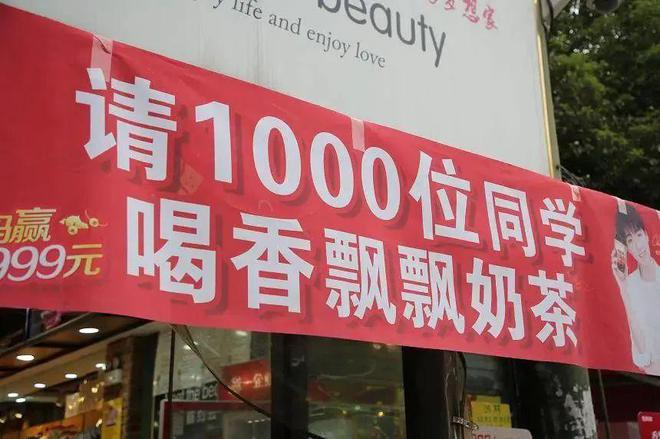 beauty
life and enjoy love
请1000位同学
喝香飘飘奶茶
赢
999元